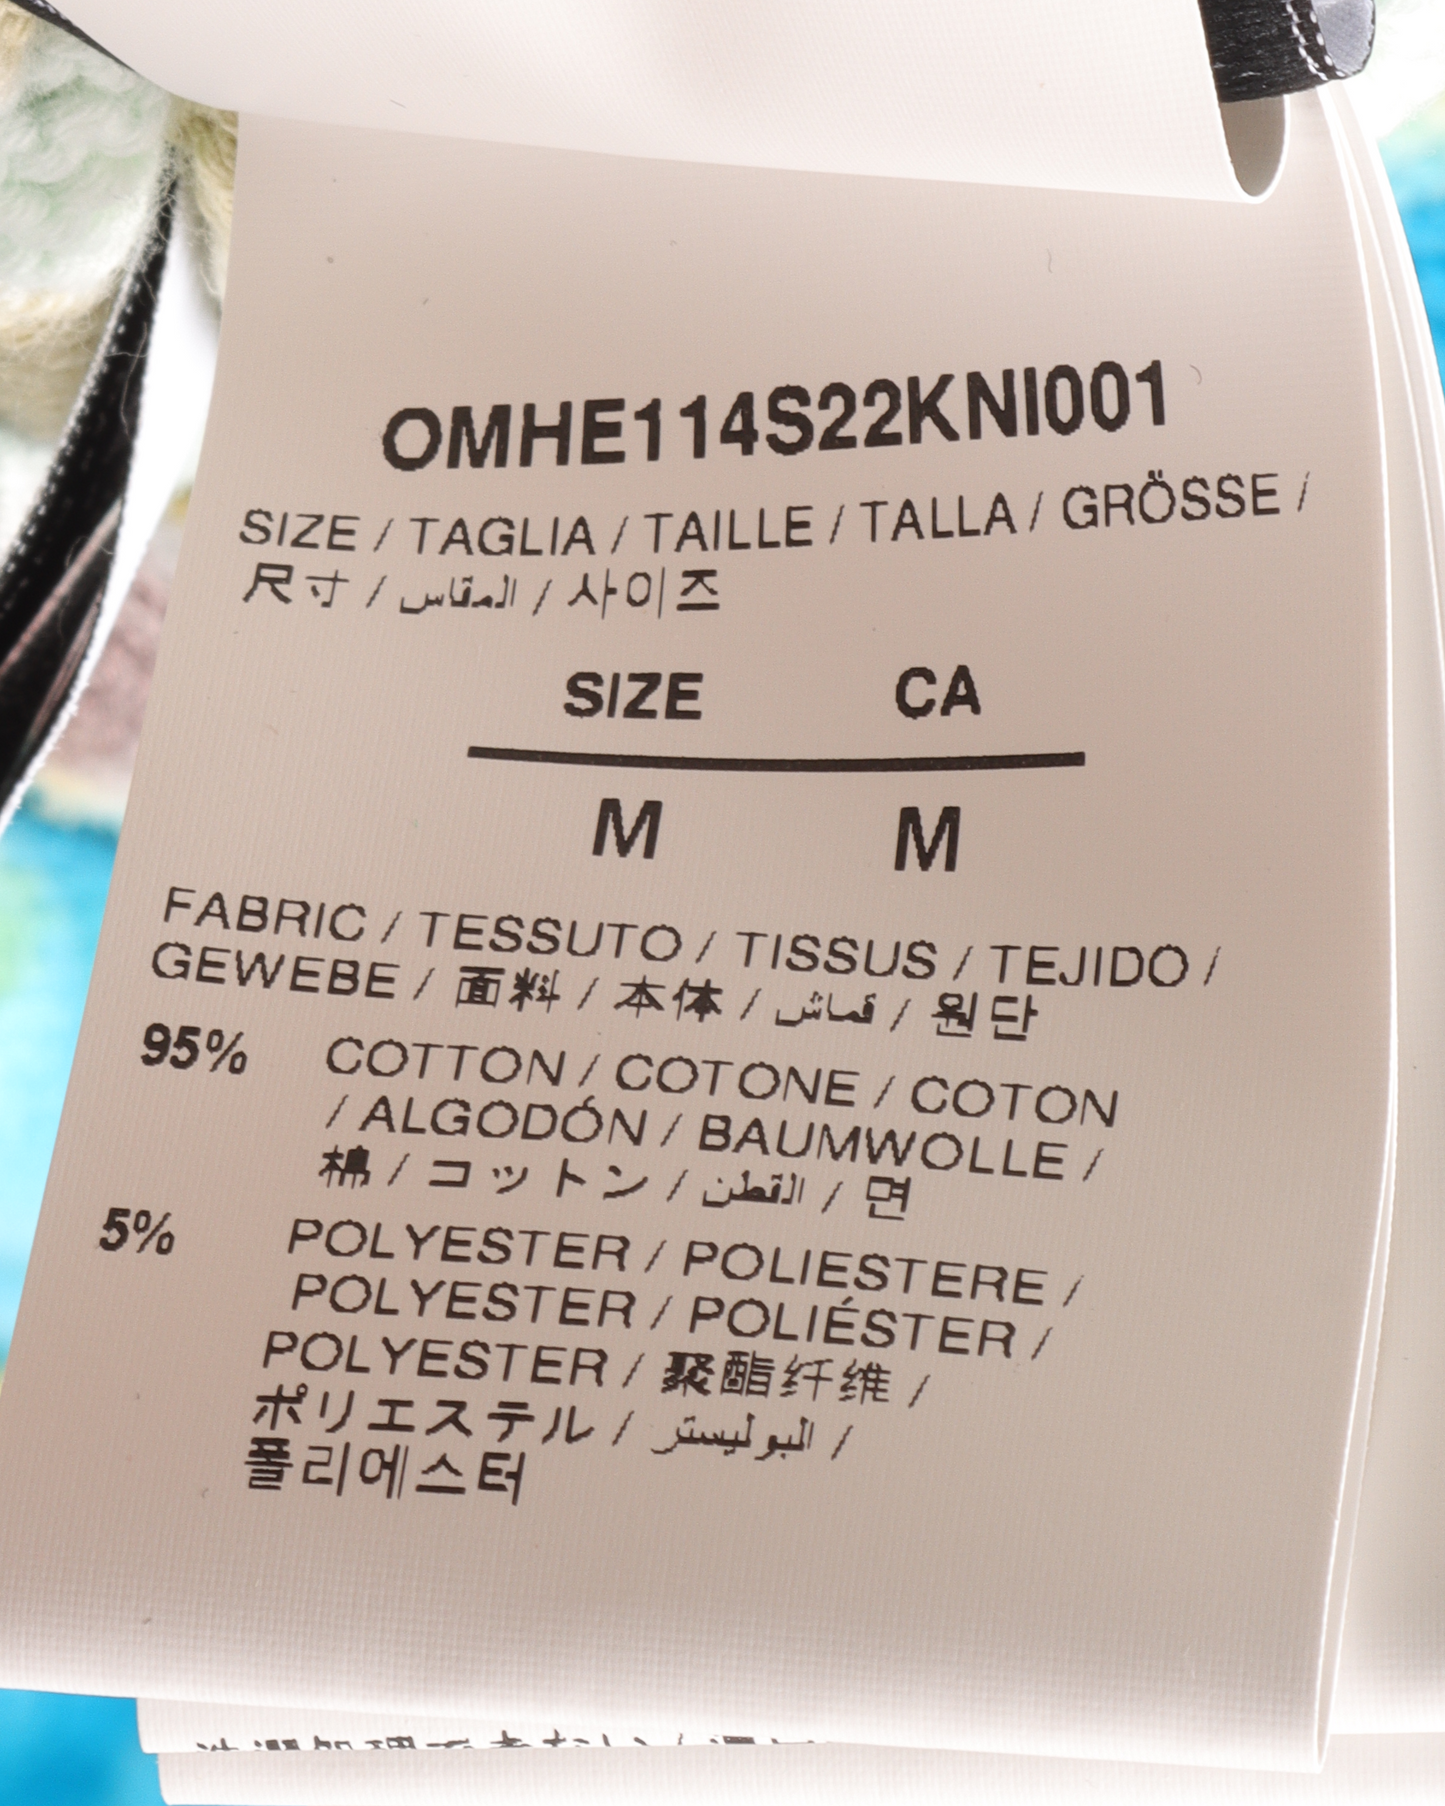 OMHE114S22KNI001
SIZE / TAGLIA / TAILLE / TALLA / GRÖSSE /
尺寸 / المقاس / 사이즈
SIZE CA
M M
FABRIC / TESSUTO / TISSUS / TEJIDO /
GEWEBE / 面料 / 本体 / قماش / 원단
95% COTTON / COTONE / COTON
/ ALGODÓN / BAUMWOLLE /
棉 / コットン / القطن / 면
5% POLYESTER / POLIESTERE /
POLYESTER / POLIÉSTER /
POLYESTER / 聚酯纤维 /
ポリエステル / البوليستر /
폴리에스터